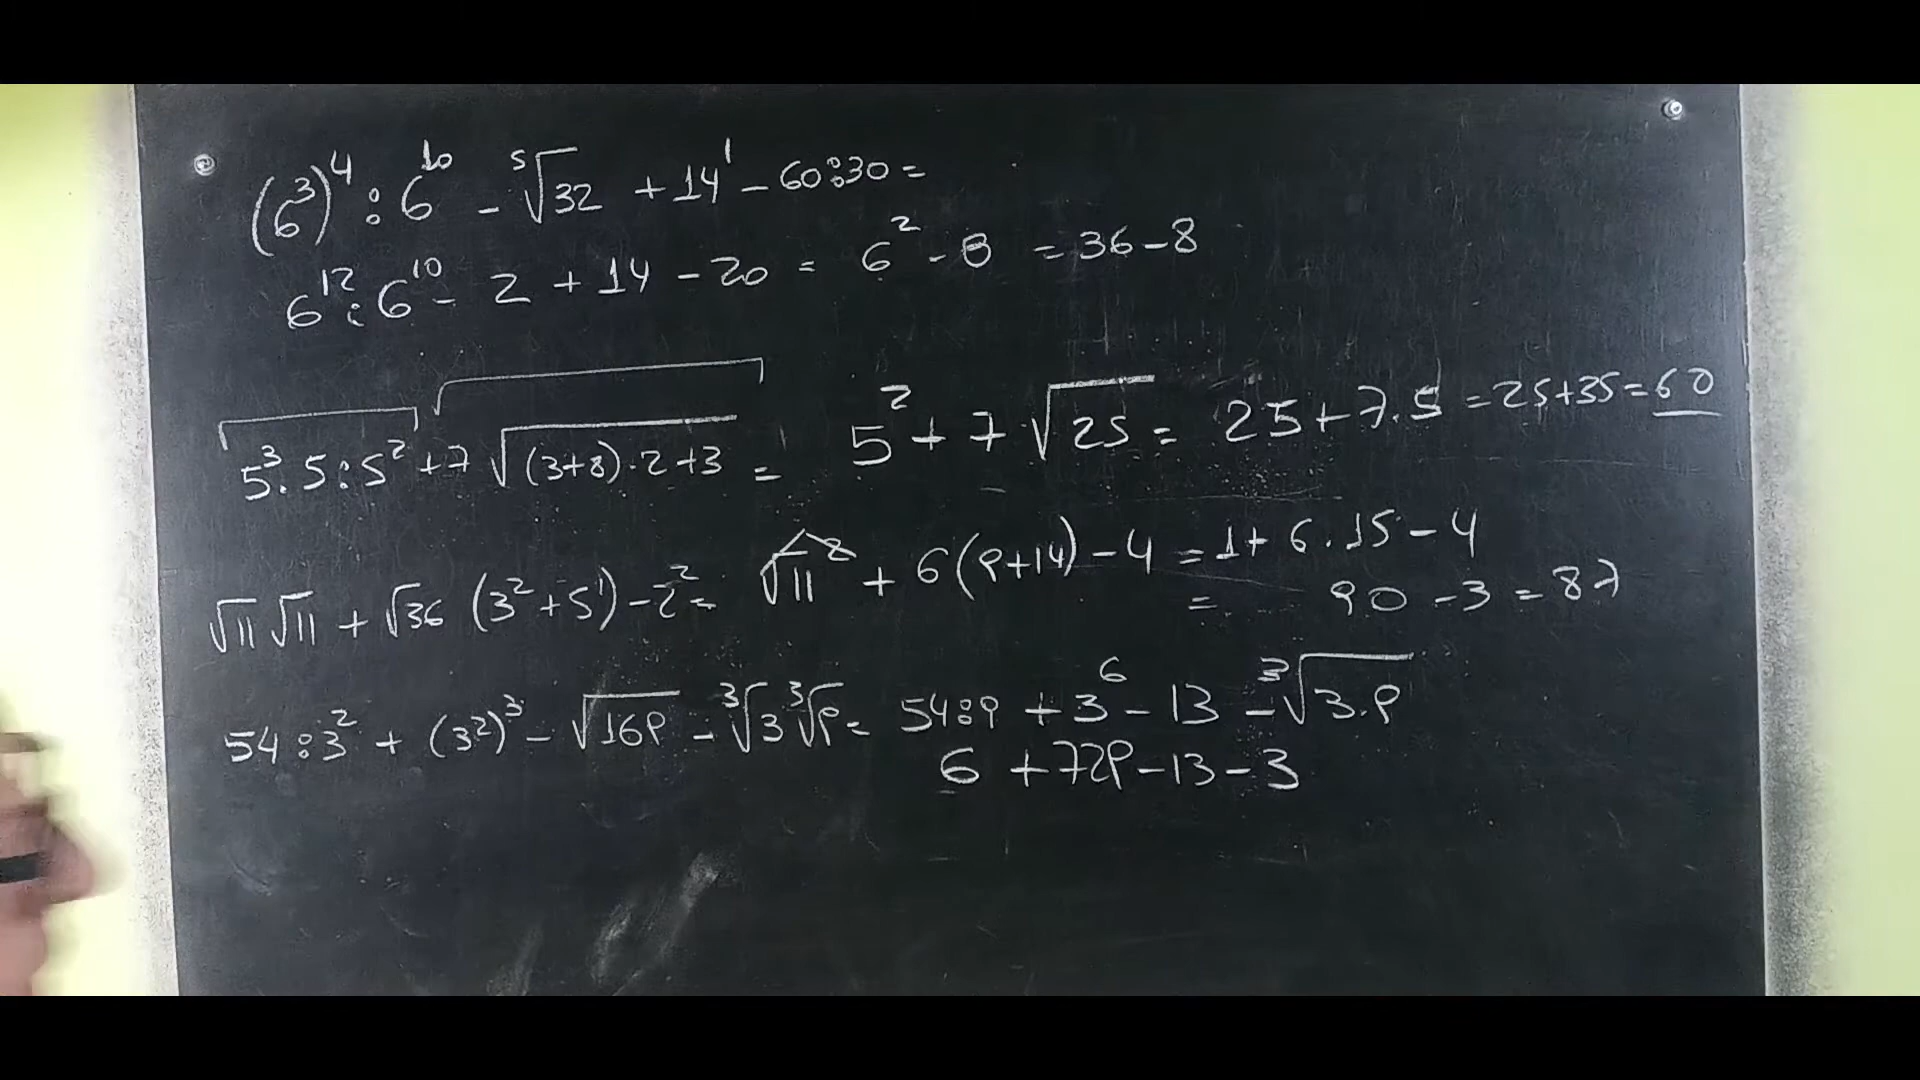 (6³)⁴ : 6¹⁰ - ⁵√32 + 14¹ - 60:30 =
6¹² : 6¹⁰ - 2 + 14 - 20 = 6² - 8 = 36 - 8
5³·5:5² + 7√(3+8)·2+3 = 5² + 7√25 = 25+7·5 = 25+35=60
√11 √11 + √36 (3²+5¹) - 2² = √11² + 6(9+14) - 4 = 1+ 6·15 - 4
= 90 - 3 = 87
54:3² + (3²)³ - √169 - ³√3 ³√9 = 54:9 + 3⁶ - 13 - ³√3·9
6 + 729 - 13 - 3